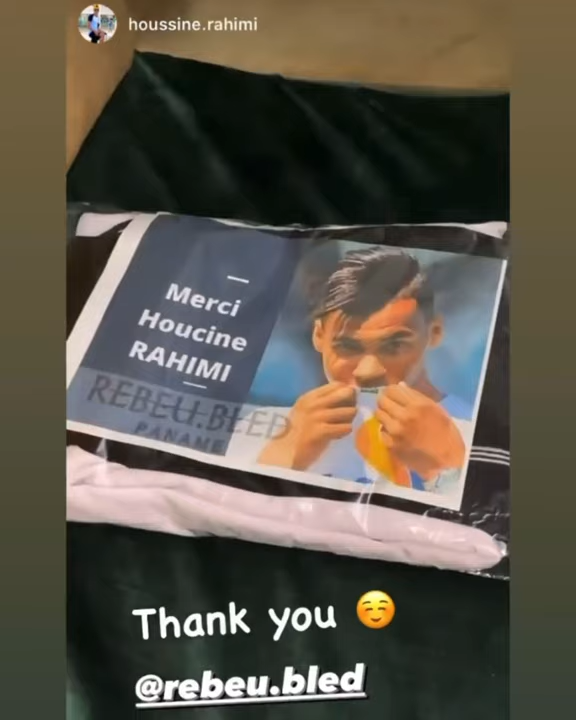 houssine.rahimi
Merci
Houcine
RAHIMI
REBEU.BLED
PANAME
Thank you ☺️
@rebeu.bled